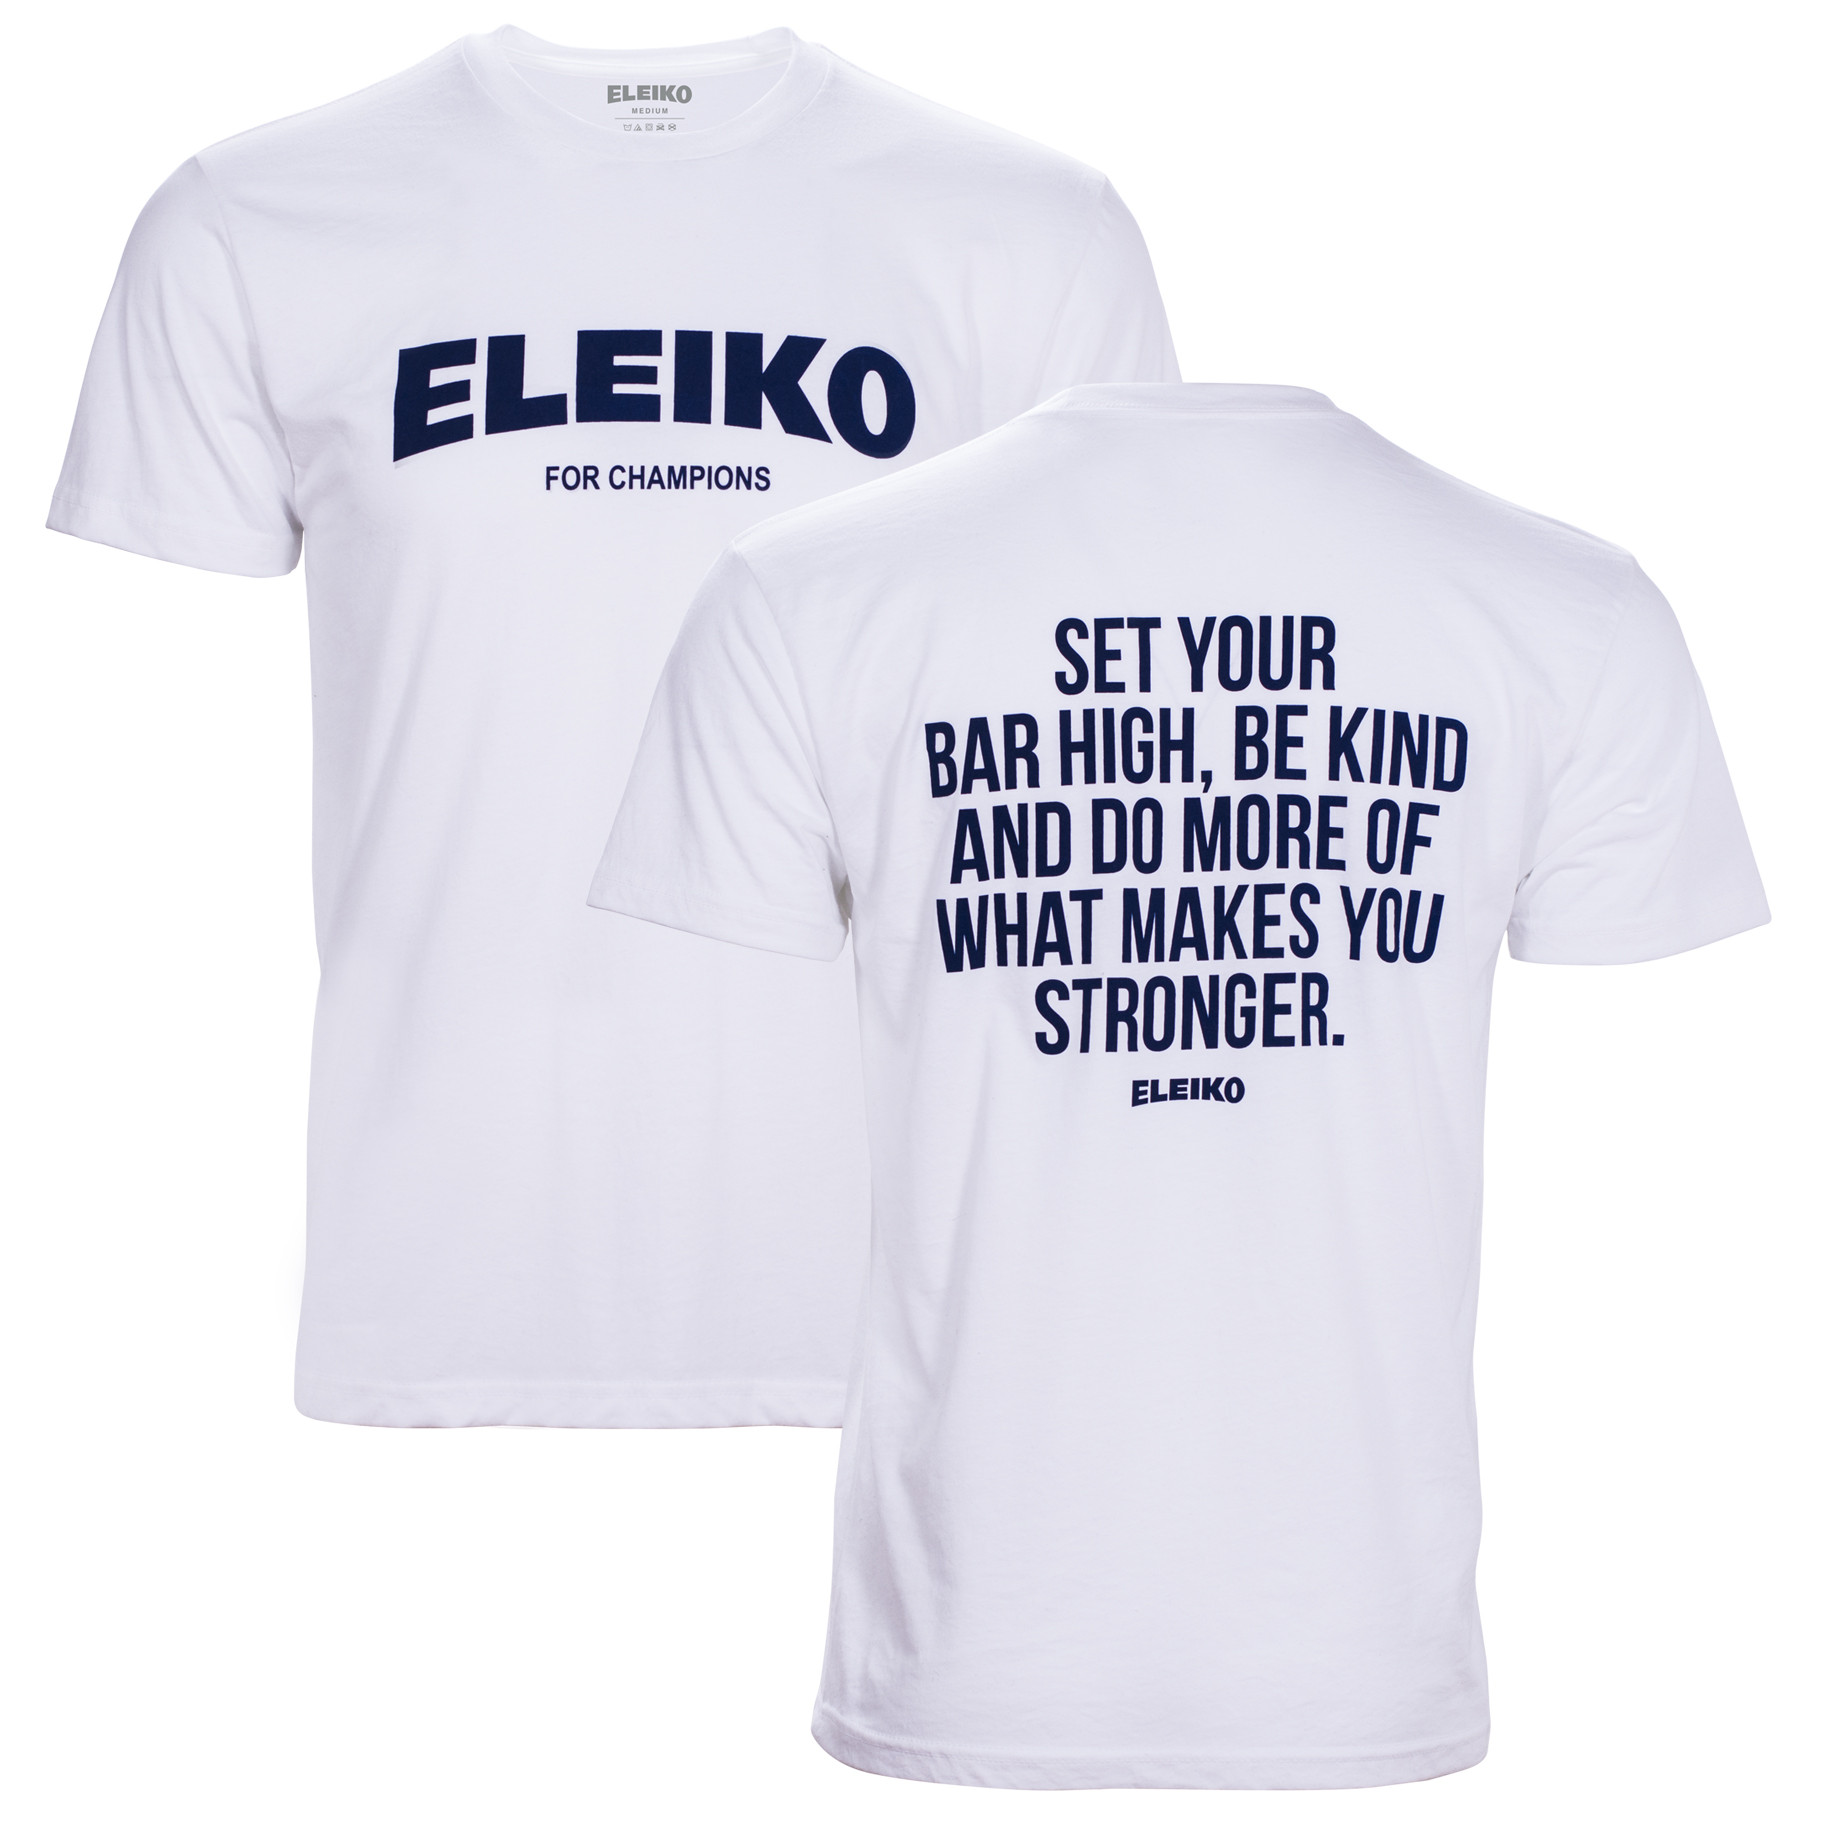 ELEIKO
MEDIUM
ELEIKO
FOR CHAMPIONS
SET YOUR
BAR HIGH, BE KIND
AND DO MORE OF
WHAT MAKES YOU
STRONGER.
ELEIKO